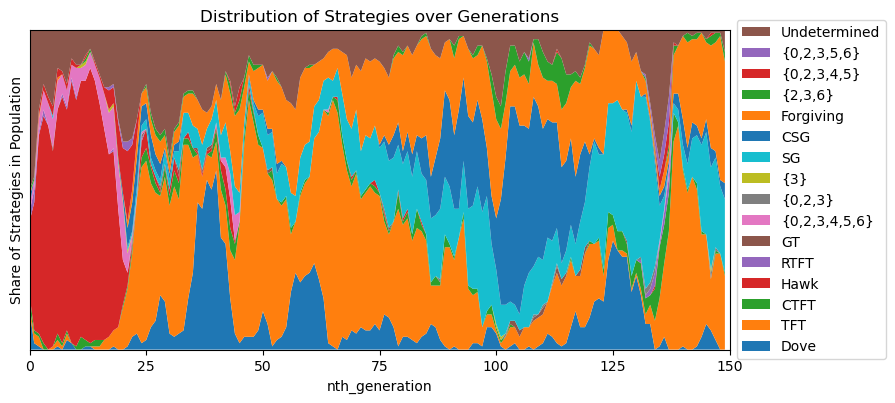 Distribution of Strategies over Generations
Share of Strategies in Population
0 25 50 75 100 125 150
nth_generation
Undetermined
{0,2,3,5,6}
{0,2,3,4,5}
{2,3,6}
Forgiving
CSG
SG
{3}
{0,2,3}
{0,2,3,4,5,6}
GT
RTFT
Hawk
CTFT
TFT
Dove